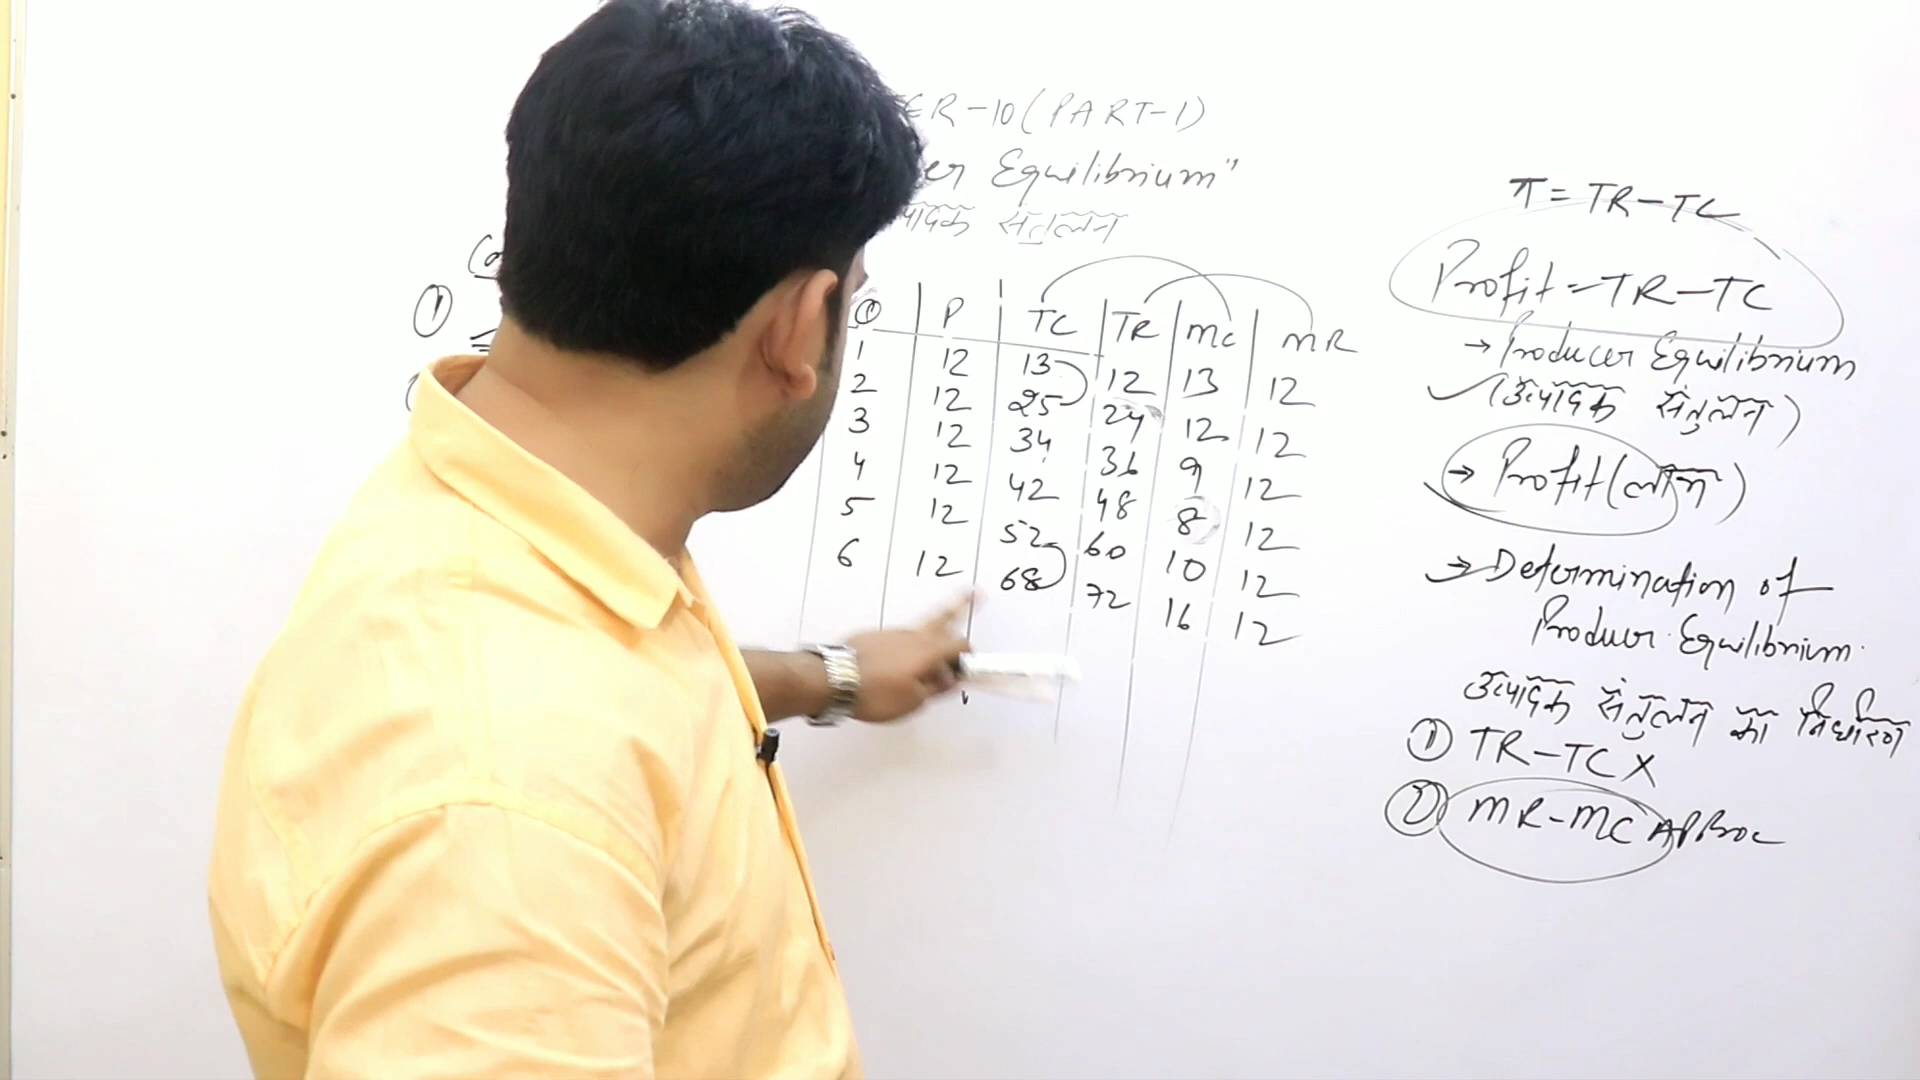 ER-10 (PART-1)
er Equilibrium"
पादक संतुलन
①
Q P TC TR MC MR
1 12 13 12 13 12
2 12 25 24 12 12
3 12 34 36 9 12
4 12 42 48 8 12
5 12 52 60 10 12
6 12 68 72 16 12
π = TR-TC
Profit = TR-TC
→ Producer Equilibrium
(उत्पादक संतुलन)
→ Profit (लाभ)
→ Determination of
Producer Equilibrium.
उत्पादक संतुलन का निर्धारण
① TR-TC X
② MR-MC